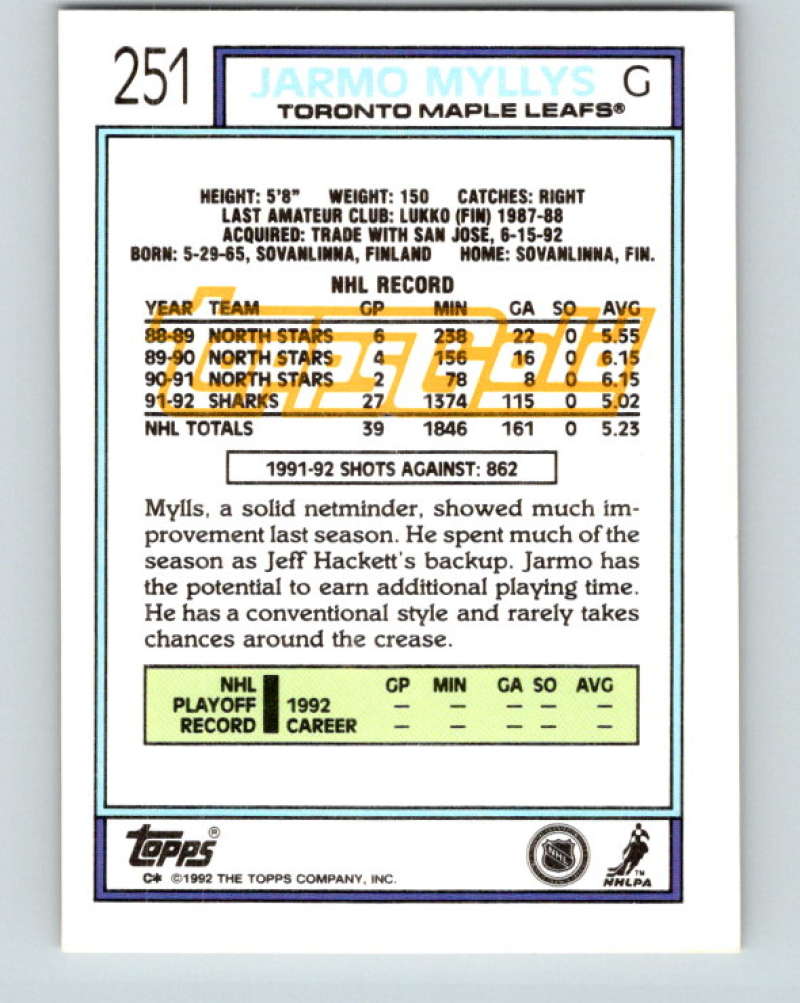 251 JARMO MYLLYS G
TORONTO MAPLE LEAFS®
HEIGHT: 5'8" WEIGHT: 150 CATCHES: RIGHT
LAST AMATEUR CLUB: LUKKO (FIN) 1987-88
ACQUIRED: TRADE WITH SAN JOSE, 6-15-92
BORN: 5-29-65, SOVANLINNA, FINLAND HOME: SOVANLINNA, FIN.
NHL RECORD
YEAR TEAM GP MIN GA SO AVG
88-89 NORTH STARS 6 238 22 0 5.55
89-90 NORTH STARS 4 156 16 0 6.15
90-91 NORTH STARS 2 78 8 0 6.15
91-92 SHARKS 27 1374 115 0 5.02
NHL TOTALS 39 1846 161 0 5.23
ToppsGold
1991-92 SHOTS AGAINST: 862
Mylls, a solid netminder, showed much im-
provement last season. He spent much of the
season as Jeff Hackett's backup. Jarmo has
the potential to earn additional playing time.
He has a conventional style and rarely takes
chances around the crease.
NHL GP MIN GA SO AVG
PLAYOFF 1992 – – – – –
RECORD CAREER – – – – –
TOPPS®
C* ©1992 THE TOPPS COMPANY, INC.
NHL
NHLPA TM